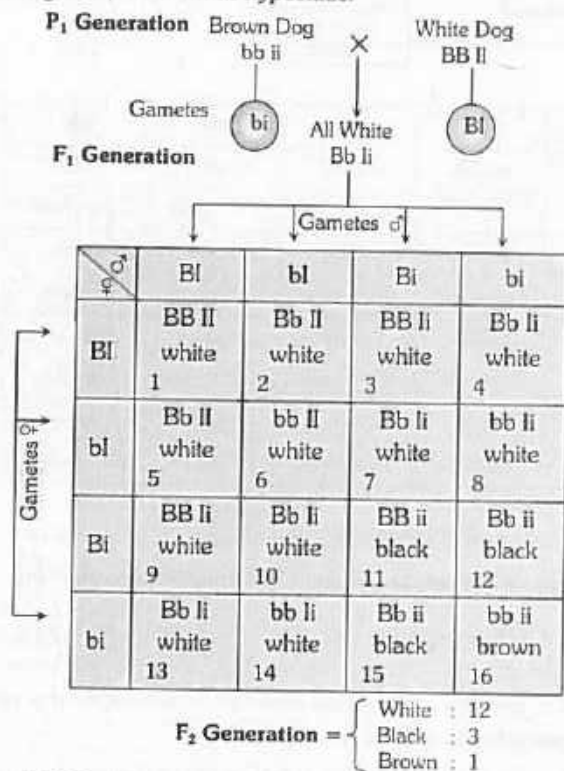 P₁ Generation Brown Dog × White Dog
bb ii BB II
Gametes bi BI
All White
F₁ Generation Bb Ii
Gametes ♂
♂ ♀ BI bI Bi bi
BI BB II white 1 Bb II white 2 BB Ii white 3 Bb Ii white 4
bI Bb II white 5 bb II white 6 Bb Ii white 7 bb Ii white 8
Bi BB Ii white 9 Bb Ii white 10 BB ii black 11 Bb ii black 12
bi Bb Ii white 13 bb Ii white 14 Bb ii black 15 bb ii brown 16
Gametes ♀
F₂ Generation =
White : 12
Black : 3
Brown : 1